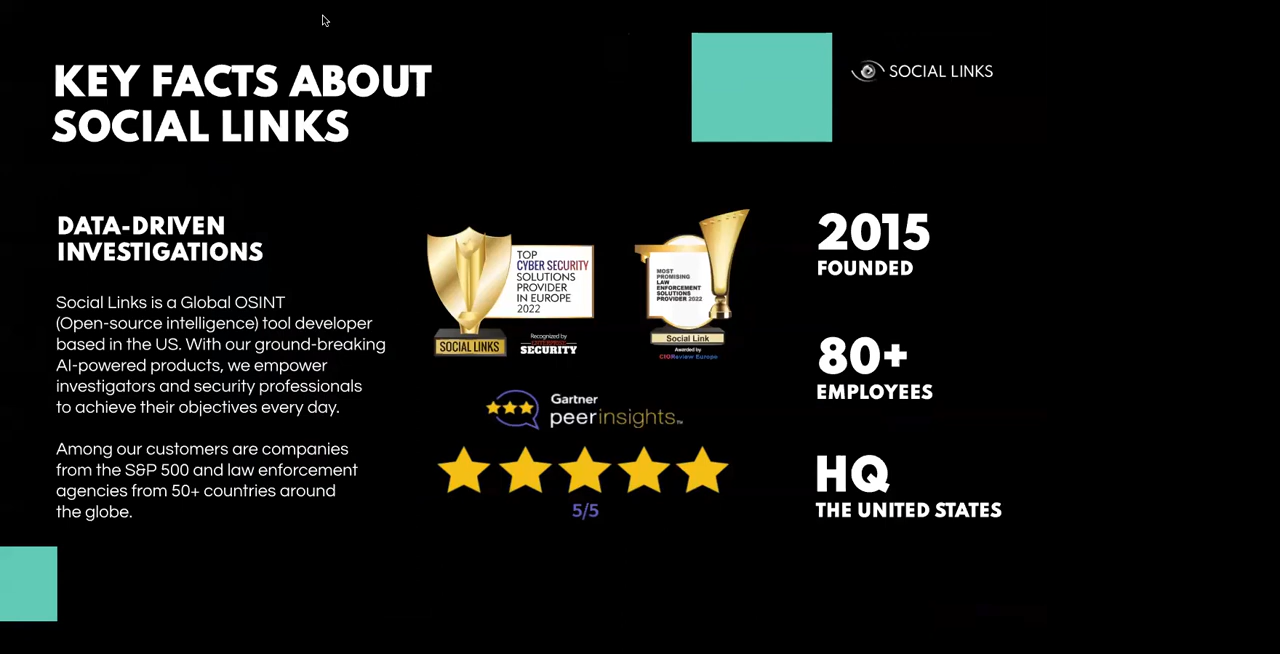 KEY FACTS ABOUT
SOCIAL LINKS
SOCIAL LINKS
DATA-DRIVEN
INVESTIGATIONS
Social Links is a Global OSINT
(Open-source intelligence) tool developer
based in the US. With our ground-breaking
AI-powered products, we empower
investigators and security professionals
to achieve their objectives every day.
Among our customers are companies
from the S&P 500 and law enforcement
agencies from 50+ countries around
the globe.
TOP
CYBER SECURITY
SOLUTIONS
PROVIDER
IN EUROPE
2022
SOCIAL LINKS
Recognized by
ENTERPRISE
SECURITY
MOST
PROMISING
LAW
ENFORCEMENT
SOLUTIONS
PROVIDER 2022
Social Link
Awarded by
CIOReview Europe
Gartner
peerinsights™
5/5
2015
FOUNDED
80+
EMPLOYEES
HQ
THE UNITED STATES